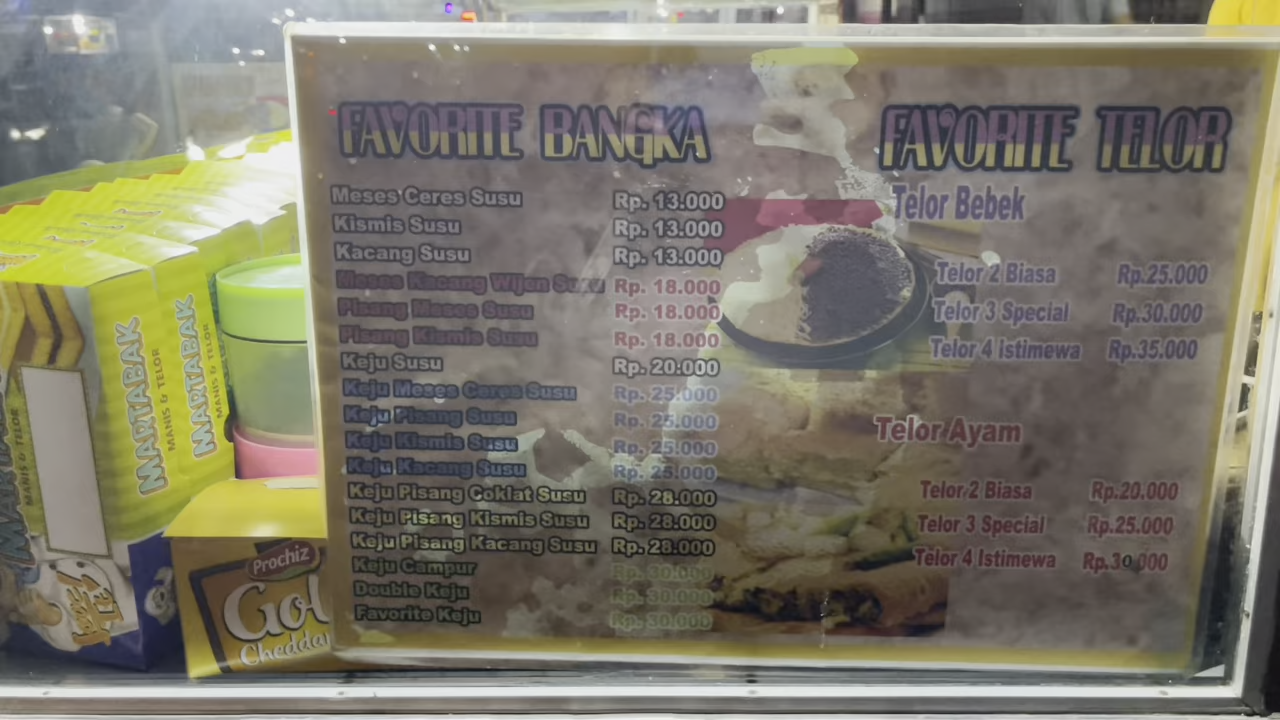 FAVORITE BANGKA
Meses Ceres Susu Rp. 13.000
Kismis Susu Rp. 13.000
Kacang Susu Rp. 13.000
Meses Kacang Wijen Susu Rp. 18.000
Pisang Meses Susu Rp. 18.000
Pisang Kismis Susu Rp. 18.000
Keju Susu Rp. 20.000
Keju Meses Ceres Susu Rp. 25.000
Keju Pisang Susu Rp. 25.000
Keju Kismis Susu Rp. 25.000
Keju Kacang Susu Rp. 25.000
Keju Pisang Coklat Susu Rp. 28.000
Keju Pisang Kismis Susu Rp. 28.000
Keju Pisang Kacang Susu Rp. 28.000
Keju Campur Rp. 30.000
Double Keju Rp. 30.000
Favorite Keju Rp. 30.000
FAVORITE TELOR
Telor Bebek
Telor 2 Biasa Rp.25.000
Telor 3 Special Rp.30.000
Telor 4 Istimewa Rp.35.000
Telor Ayam
Telor 2 Biasa Rp.20.000
Telor 3 Special Rp.25.000
Telor 4 Istimewa Rp.30.000
MARTABAK
MANIS & TELOR
MARTABAK
MANIS & TELOR
MANIS & TELOR
Prochiz
Gol
Cheddar